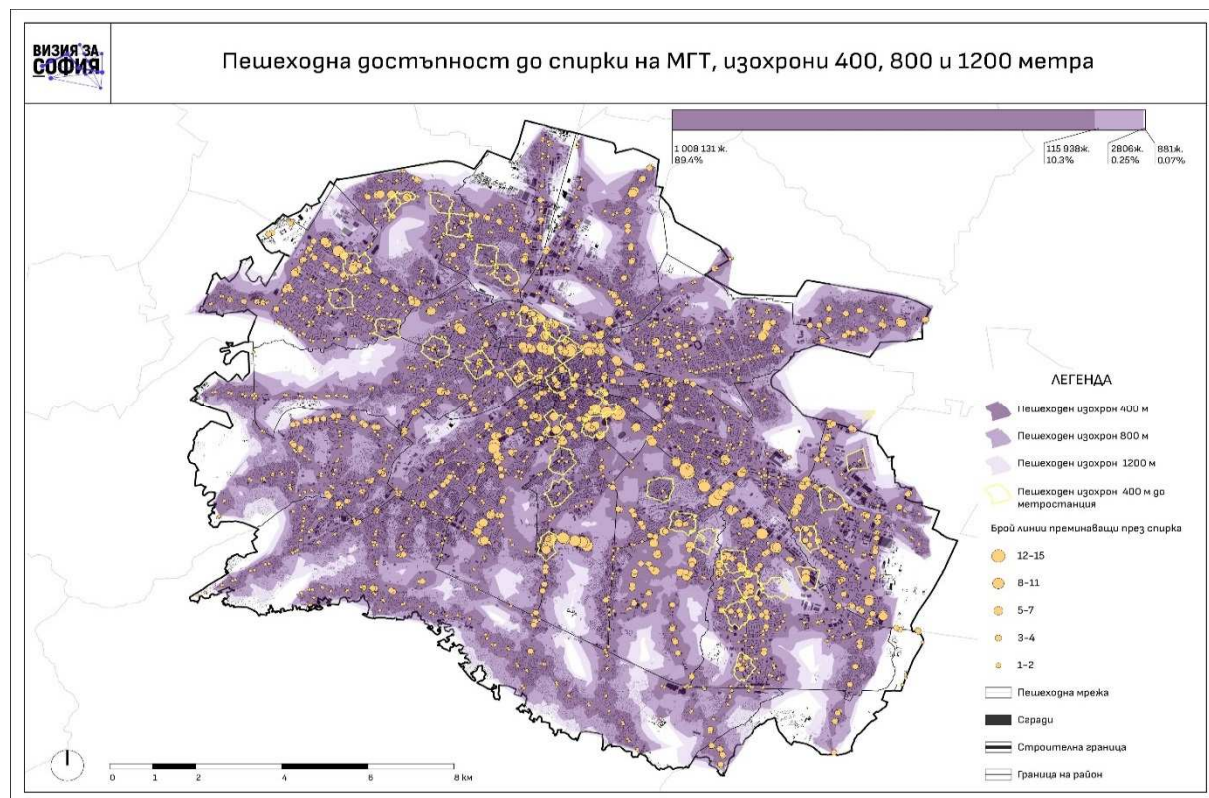 ВИЗИЯ ЗА
СОФИЯ
Пешеходна достъпност до спирки на МГТ, изохрони 400, 800 и 1200 метра
1 008 131 ж.
89.4%
115 938ж.
10.3%
2806ж.
0.25%
881ж.
0.07%
ЛЕГЕНДА
Пешеходен изохрон 400 м
Пешеходен изохрон 800 м
Пешеходен изохрон 1200 м
Пешеходен изохрон 400 м до
метростанция
Брой линии преминаващи през спирка
12-15
8-11
5-7
3-4
1-2
Пешеходна мрежа
Сгради
Строителна граница
Граница на район
0 1 2 4 6 8 км